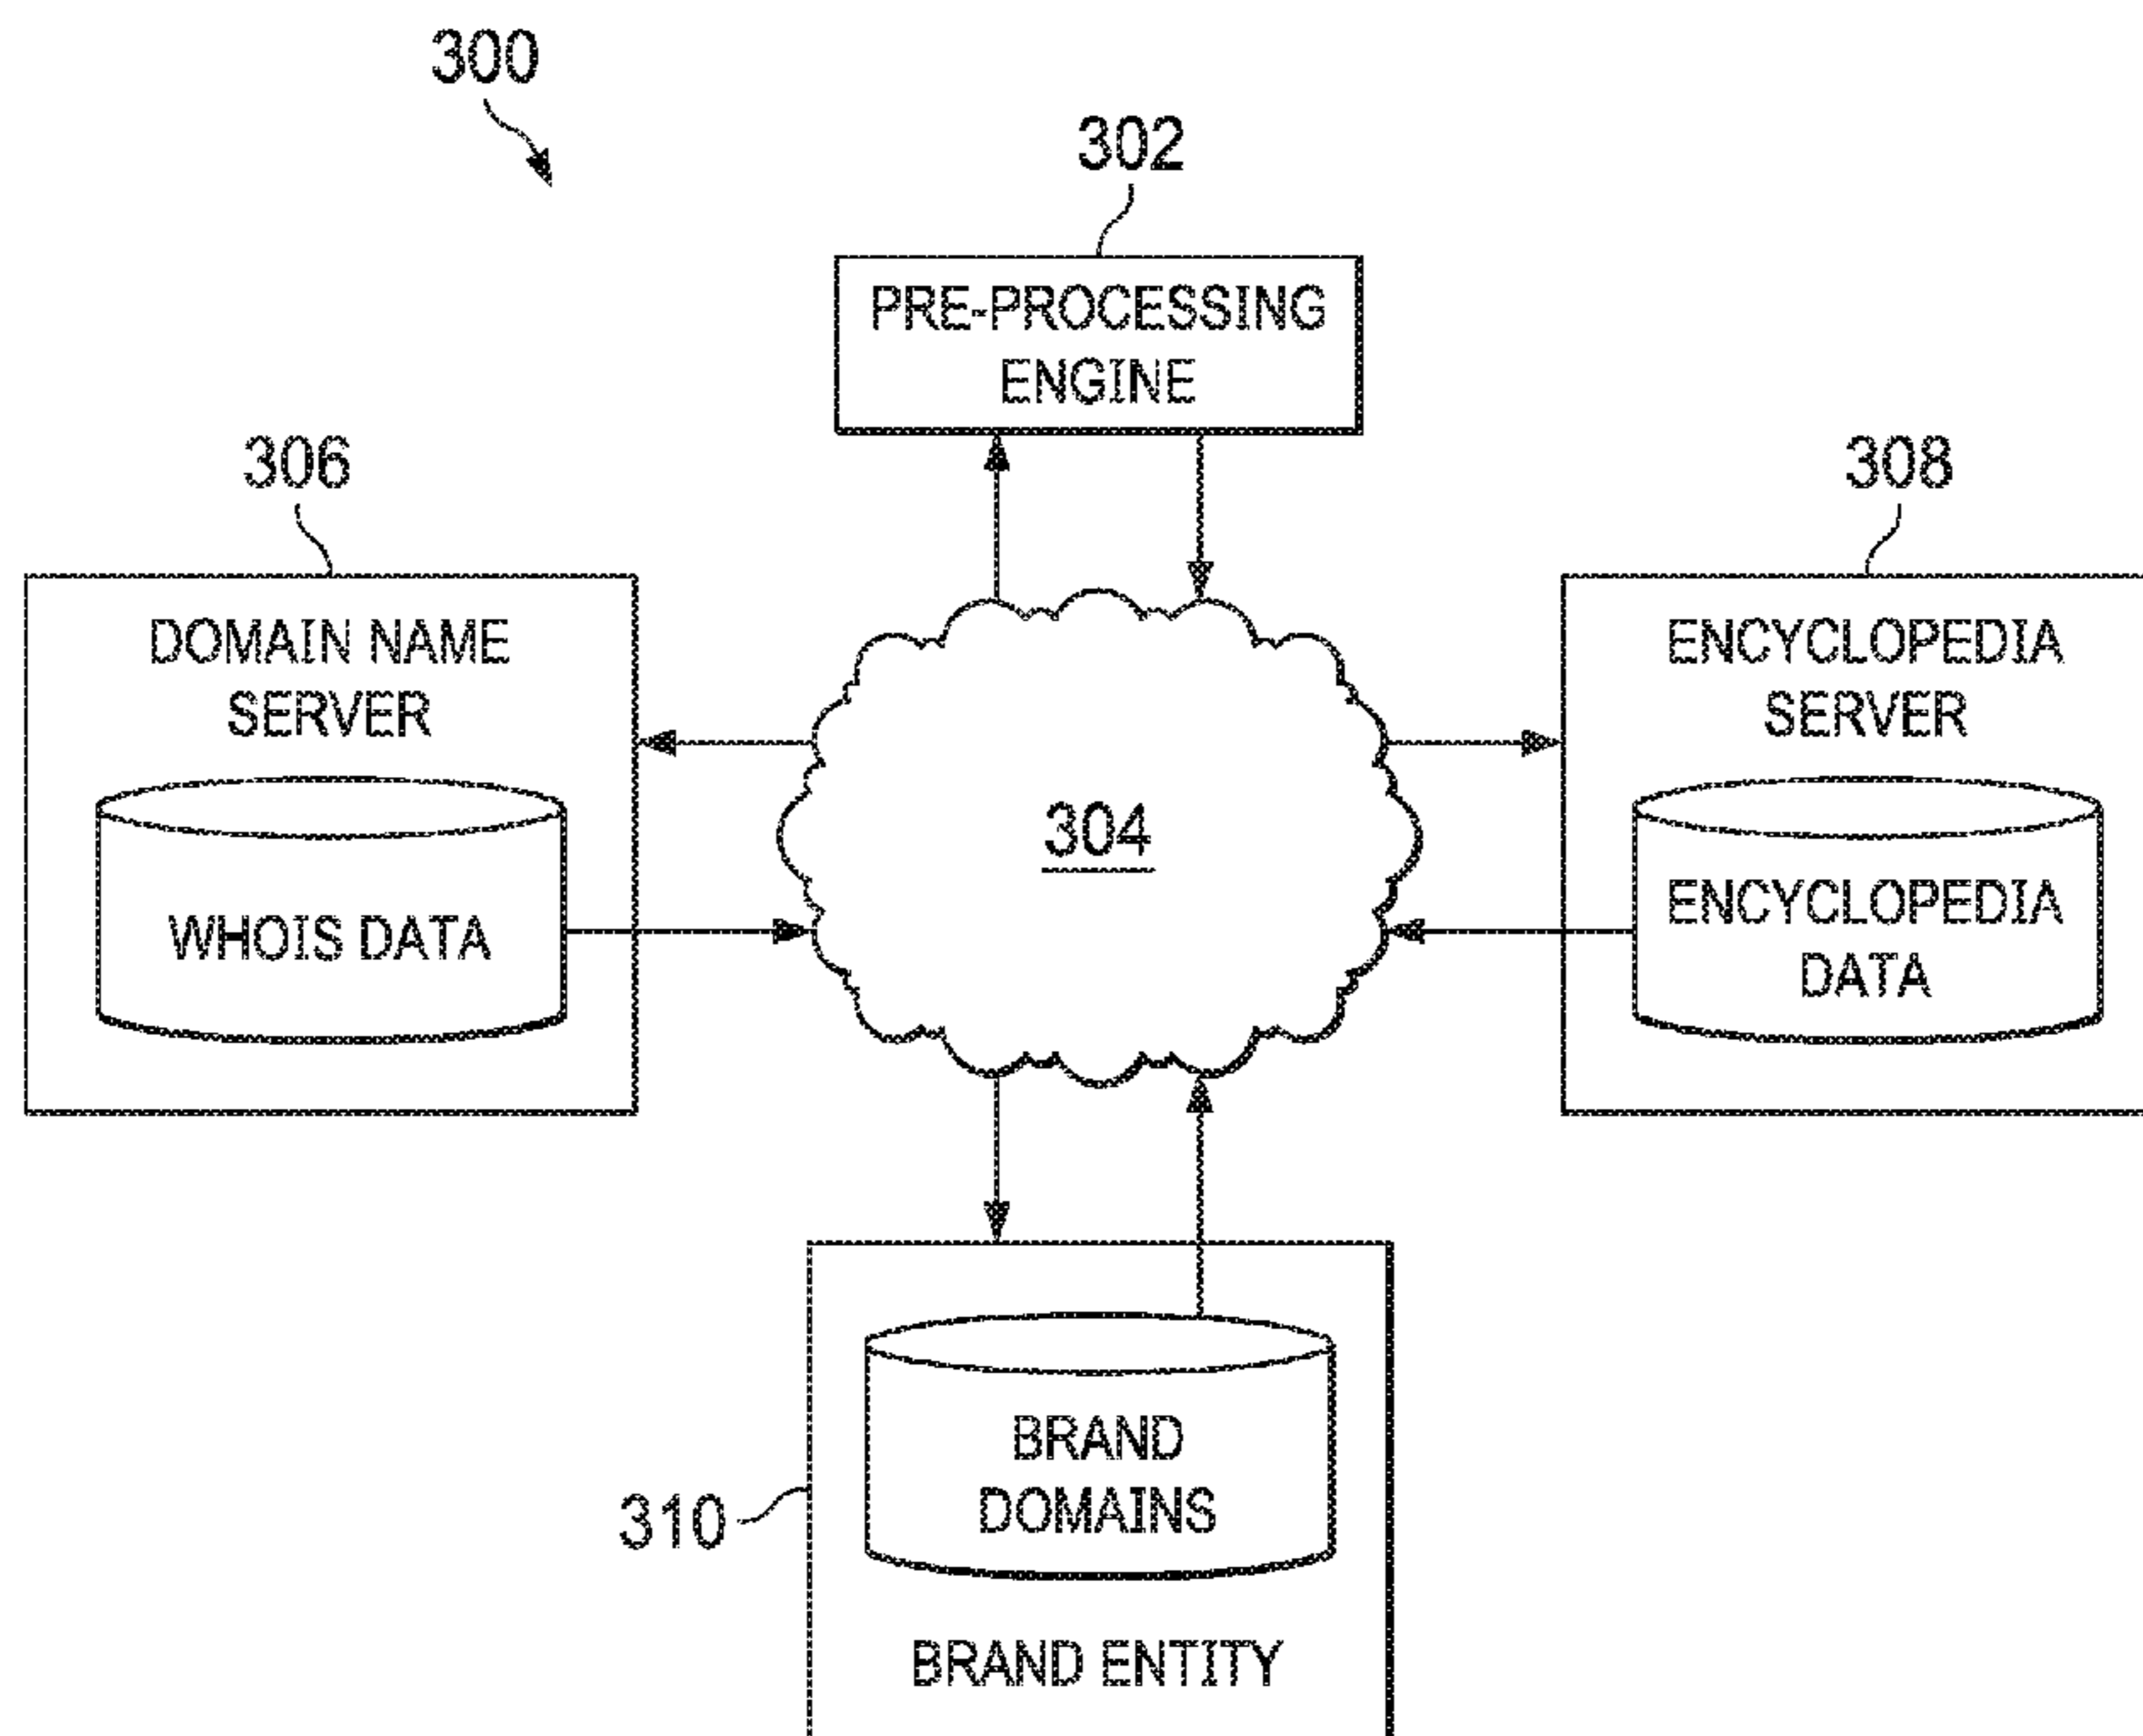 300
302
PRE-PROCESSING
ENGINE
306
308
DOMAIN NAME
SERVER
ENCYCLOPEDIA
SERVER
304
WHOIS DATA
ENCYCLOPEDIA
DATA
BRAND
DOMAINS
310
BRAND ENTITY